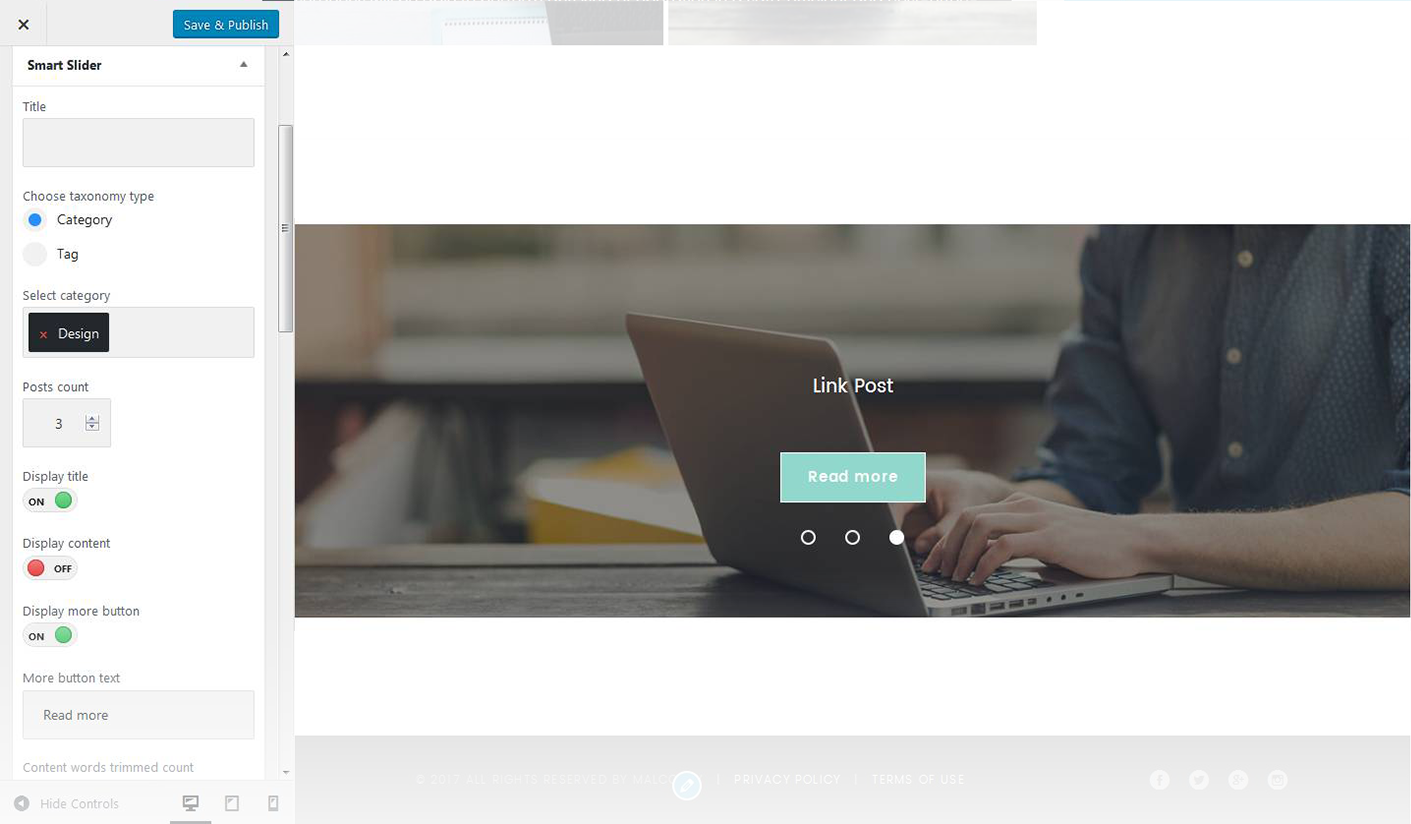 Save & Publish
Smart Slider
Title
Choose taxonomy type
Category
Tag
Select category
× Design
Posts count
3
Display title
ON
Display content
OFF
Display more button
ON
More button text
Read more
Content words trimmed count
Hide Controls
Link Post
Read more
© 2017 ALL RIGHTS RESERVED BY | PRIVACY POLICY | TERMS OF USE